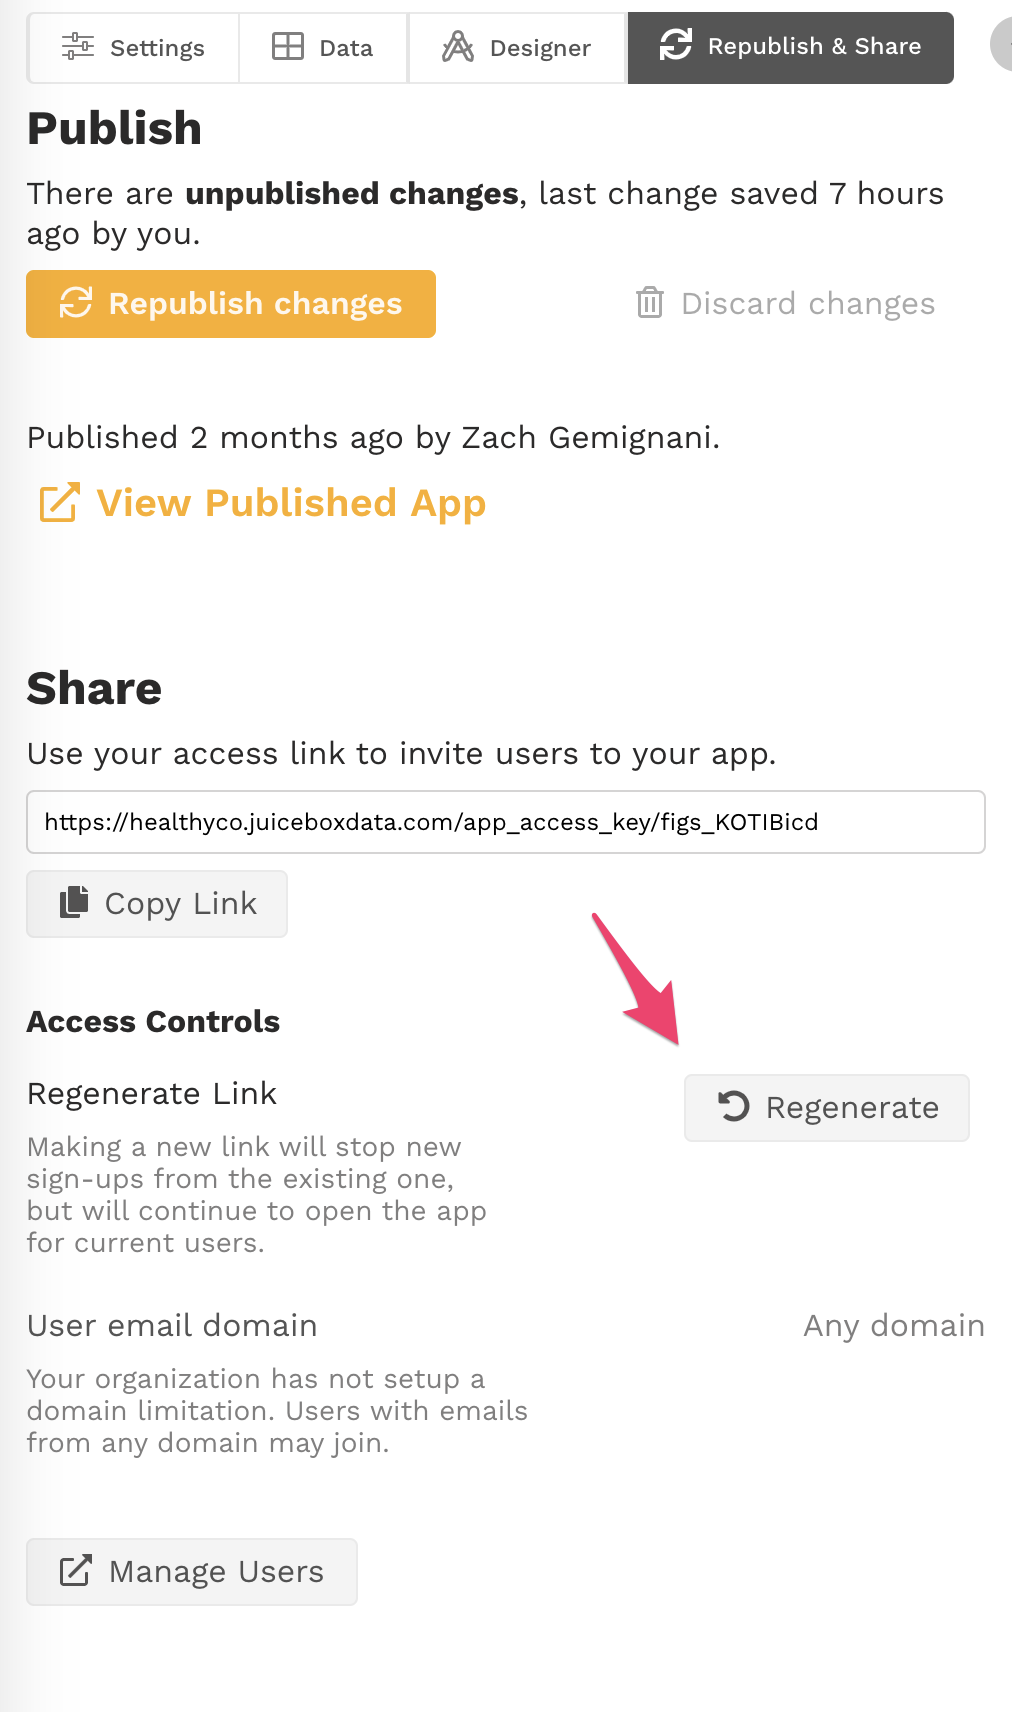 Settings
Data
Designer
Republish & Share
Publish
There are unpublished changes, last change saved 7 hours
ago by you.
Republish changes
Discard changes
Published 2 months ago by Zach Gemignani.
View Published App
Share
Use your access link to invite users to your app.
https://healthyco.juiceboxdata.com/app_access_key/figs_KOTIBicd
Copy Link
Access Controls
Regenerate Link
Regenerate
Making a new link will stop new
sign-ups from the existing one,
but will continue to open the app
for current users.
User email domain
Any domain
Your organization has not setup a
domain limitation. Users with emails
from any domain may join.
Manage Users